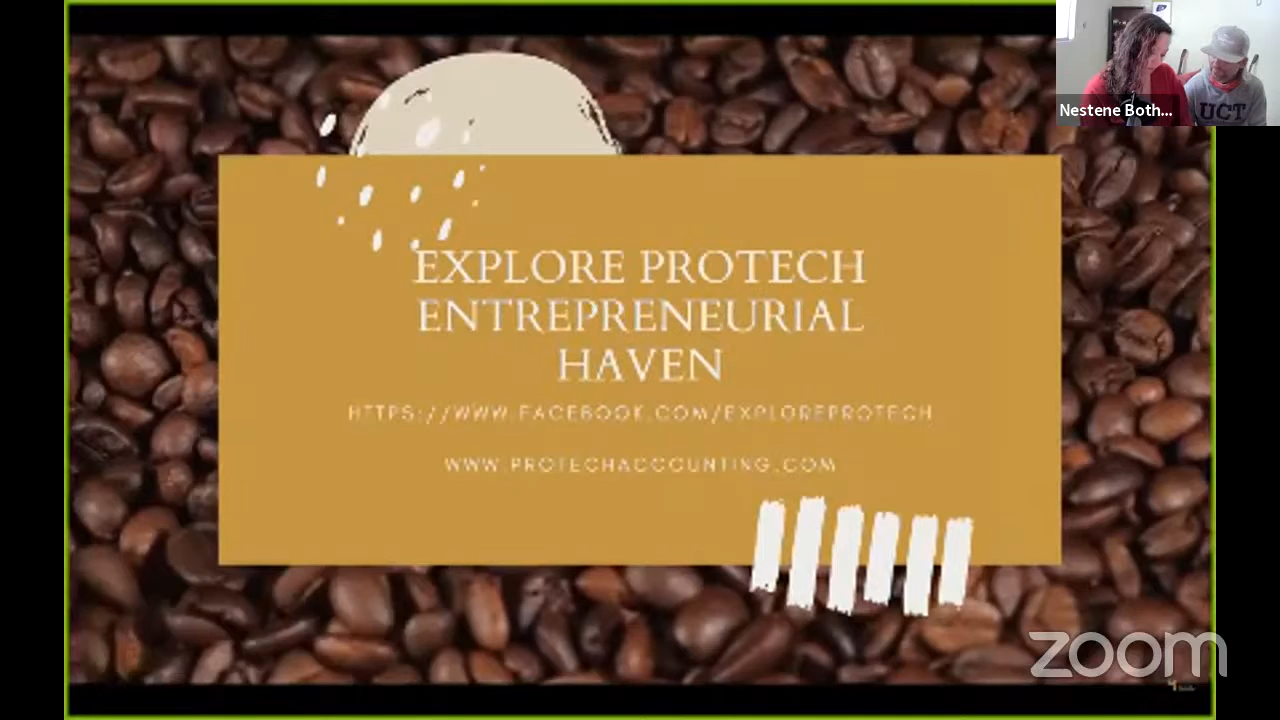 Nestene Both...
UCT
EXPLORE PROTECH
ENTREPRENEURIAL
HAVEN
HTTPS://WWW.FACEBOOK.COM/EXPLOREPROTECH
WWW.PROTECHACCOUNTING.COM
zoom